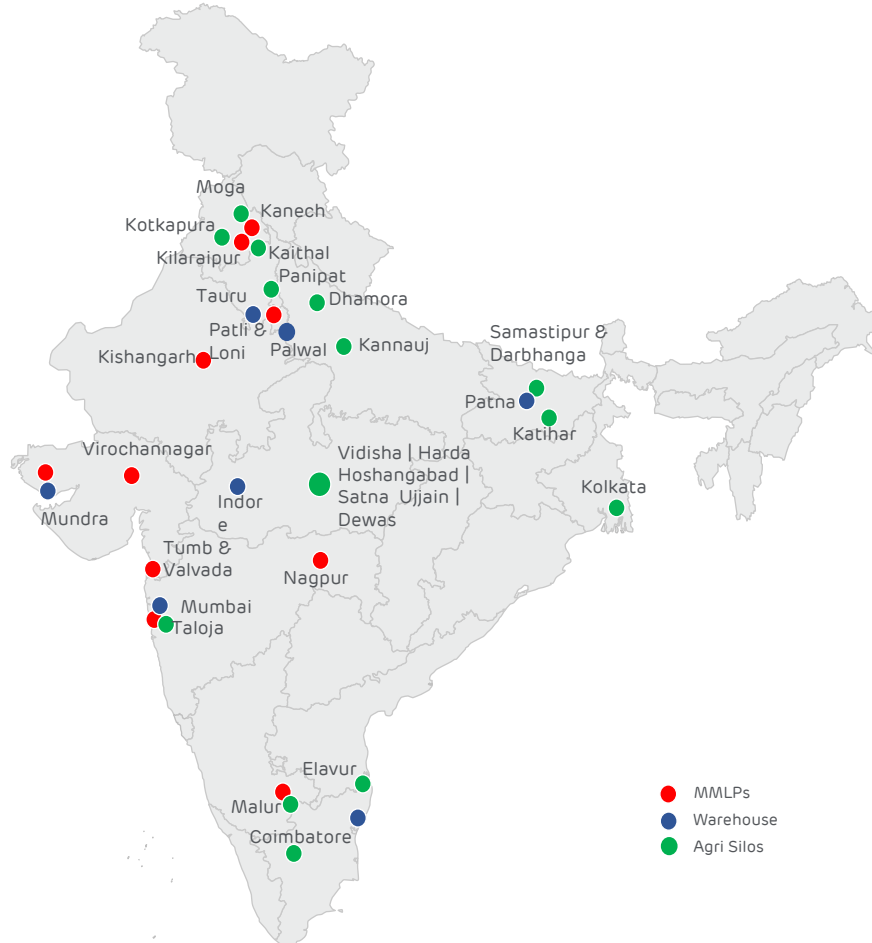 Moga
Kanech
Kotkapura
Kilaraipur
Kaithal
Panipat
Tauru
Dhamora
Patli &
Loni
Palwal
Kannauj
Kishangarh
Samastipur &
Darbhanga
Patna
Katihar
Virochannagar
Mundra
Indor
e
Vidisha | Harda
Hoshangabad |
Satna Ujjain |
Dewas
Kolkata
Tumb &
Valvada
Nagpur
Mumbai
Taloja
Elavur
Malur
Coimbatore
MMLPs
Warehouse
Agri Silos